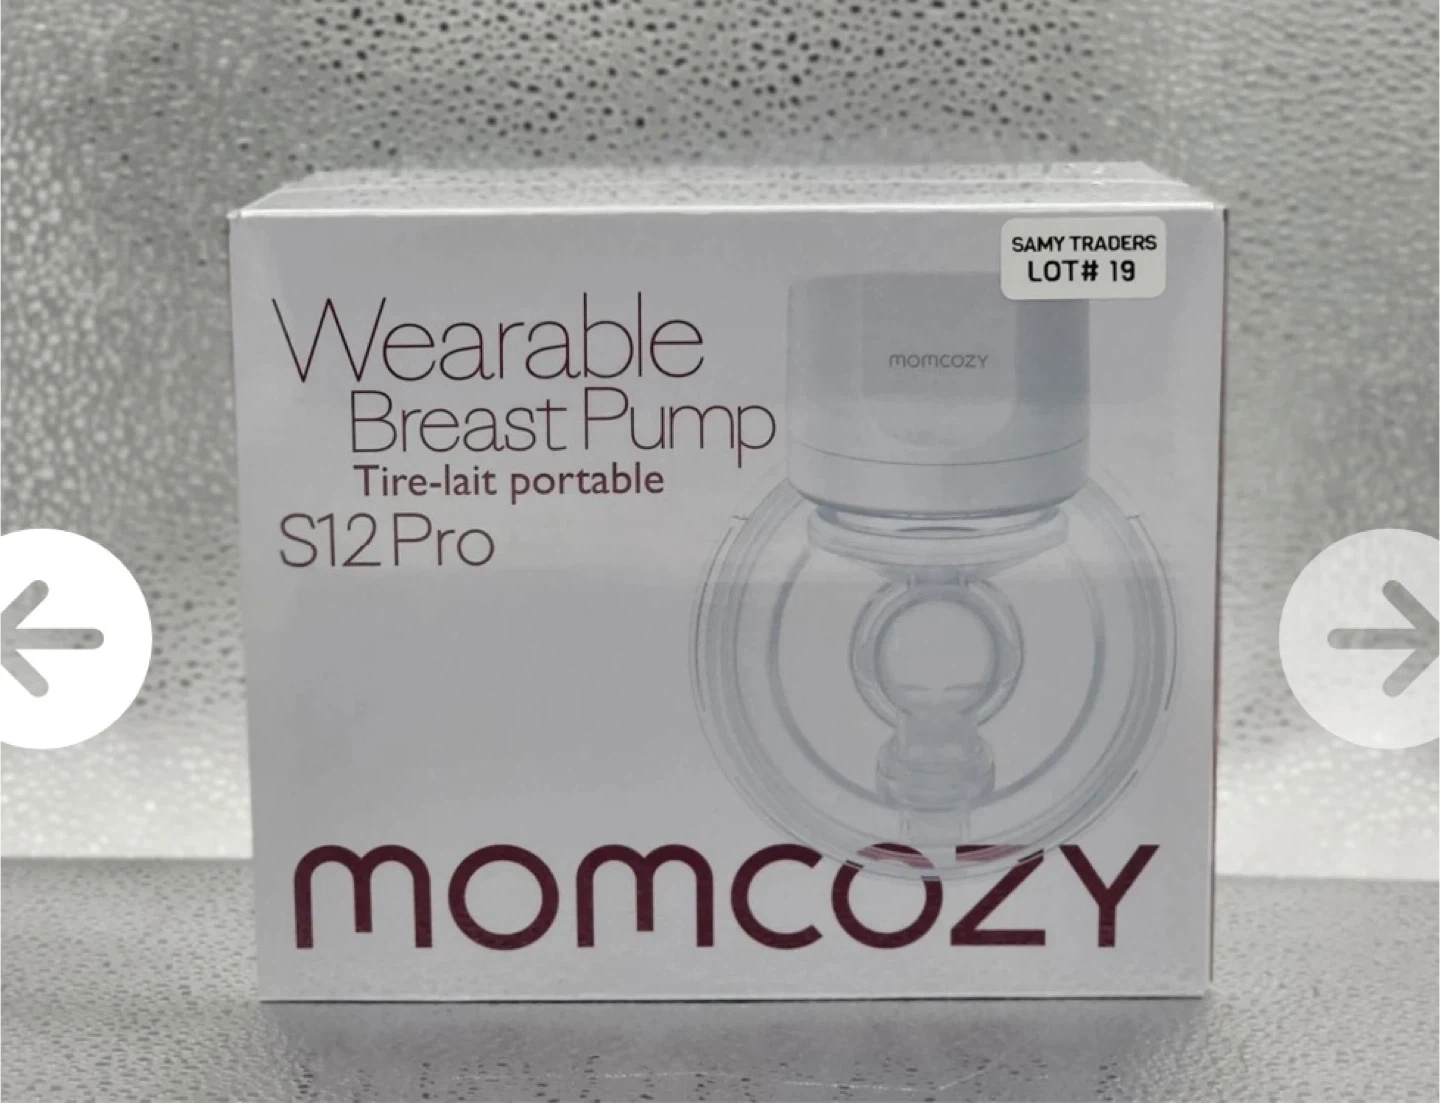 SAMY TRADERS
LOT# 19
Wearable
Breast Pump
Tire-lait portable
S12 Pro
momcozy
momcozy